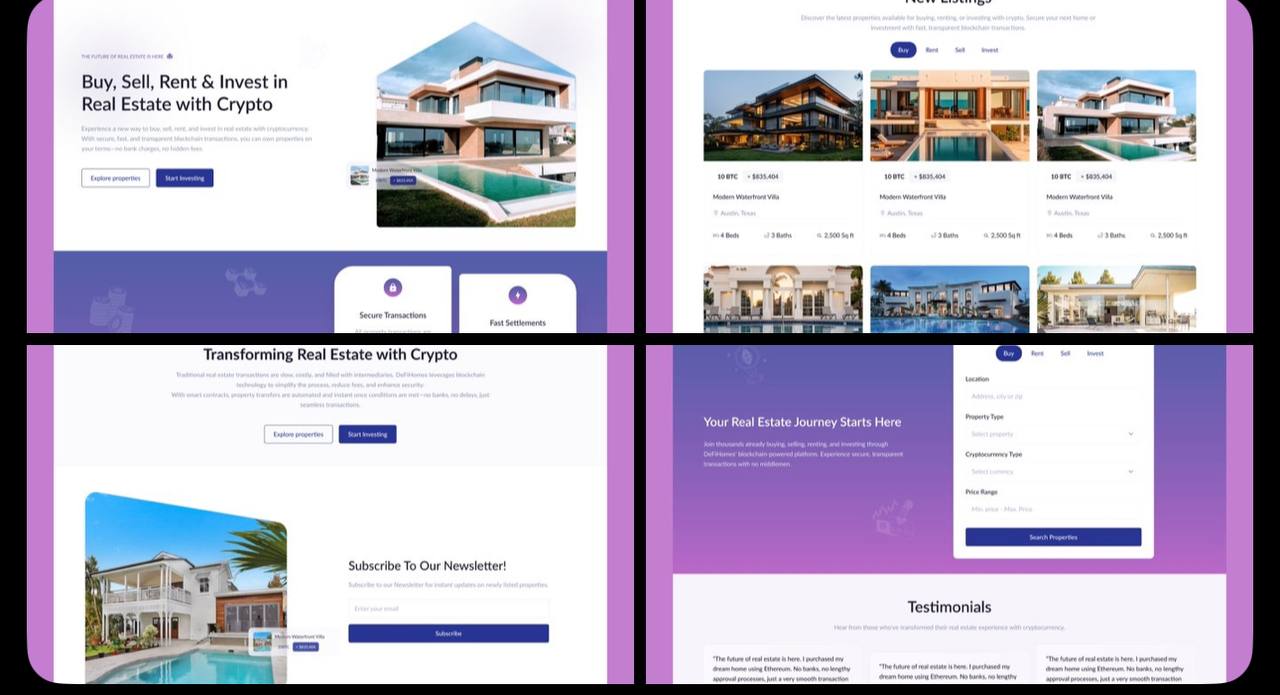 THE FUTURE OF REAL ESTATE IS HERE
Buy, Sell, Rent & Invest in
Real Estate with Crypto
Experience a new way to buy, sell, rent, and invest in real estate with cryptocurrency.
With secure, fast, and transparent blockchain transactions, you can own properties on
your terms—no bank charges, no hidden fees.
Explore properties
Start Investing
Modern Waterfront Villa
$835,404
Secure Transactions
All property transactions are
Fast Settlements
New Listings
Discover the latest properties available for buying, renting, or investing with crypto. Secure your next home or
investment with fast, transparent blockchain transactions.
Buy Rent Sell Invest
10 BTC ≈ $835,404
Modern Waterfront Villa
Austin, Texas
4 Beds 3 Baths 2,500 Sq ft
10 BTC ≈ $835,404
Modern Waterfront Villa
Austin, Texas
4 Beds 3 Baths 2,500 Sq ft
10 BTC ≈ $835,404
Modern Waterfront Villa
Austin, Texas
4 Beds 3 Baths 2,500 Sq ft
Transforming Real Estate with Crypto
Traditional real estate transactions are slow, costly, and filled with intermediaries. DeFiHomes leverages blockchain
technology to simplify the process, reduce fees, and enhance security.
With smart contracts, property transfers are automated and instant once conditions are met—no banks, no delays, just
seamless transactions.
Explore properties
Start Investing
Modern Waterfront Villa
$835,404
Subscribe To Our Newsletter!
Subscribe to our Newsletter for instant updates on newly listed properties.
Enter your email
Subscribe
Your Real Estate Journey Starts Here
Join thousands already buying, selling, renting, and investing through
DeFiHomes' blockchain-powered platform. Experience secure, transparent
transactions with no middlemen.
Buy Rent Sell Invest
Location
Address, city or zip
Property Type
Select property
Cryptocurrency Type
Select currency
Price Range
Min. price - Max. Price
Search Properties
Testimonials
Hear from those who've transformed their real estate experience with cryptocurrency.
"The future of real estate is here. I purchased my
dream home using Ethereum. No banks, no lengthy
approval processes, just a very smooth transaction
"The future of real estate is here. I purchased my
dream home using Ethereum. No banks, no lengthy
"The future of real estate is here. I purchased my
dream home using Ethereum. No banks, no lengthy
approval processes, just a very smooth transaction